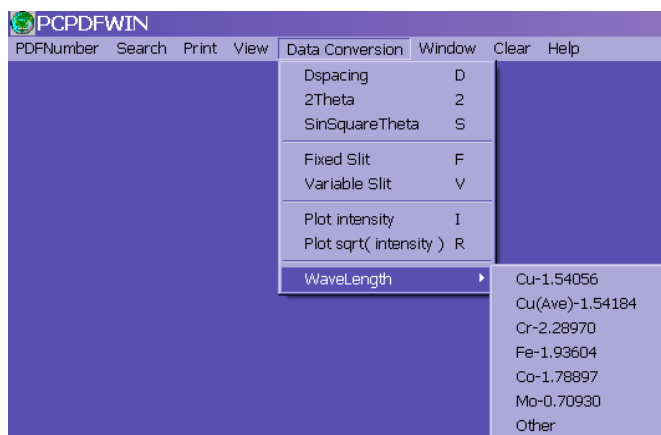 PCPDFWIN
PDFNumber Search Print View Data Conversion Window Clear Help
Dspacing D
2Theta 2
SinSquareTheta S
Fixed Slit F
Variable Slit V
Plot intensity I
Plot sqrt( intensity ) R
WaveLength
Cu-1.54056
Cu(Ave)-1.54184
Cr-2.28970
Fe-1.93604
Co-1.78897
Mo-0.70930
Other